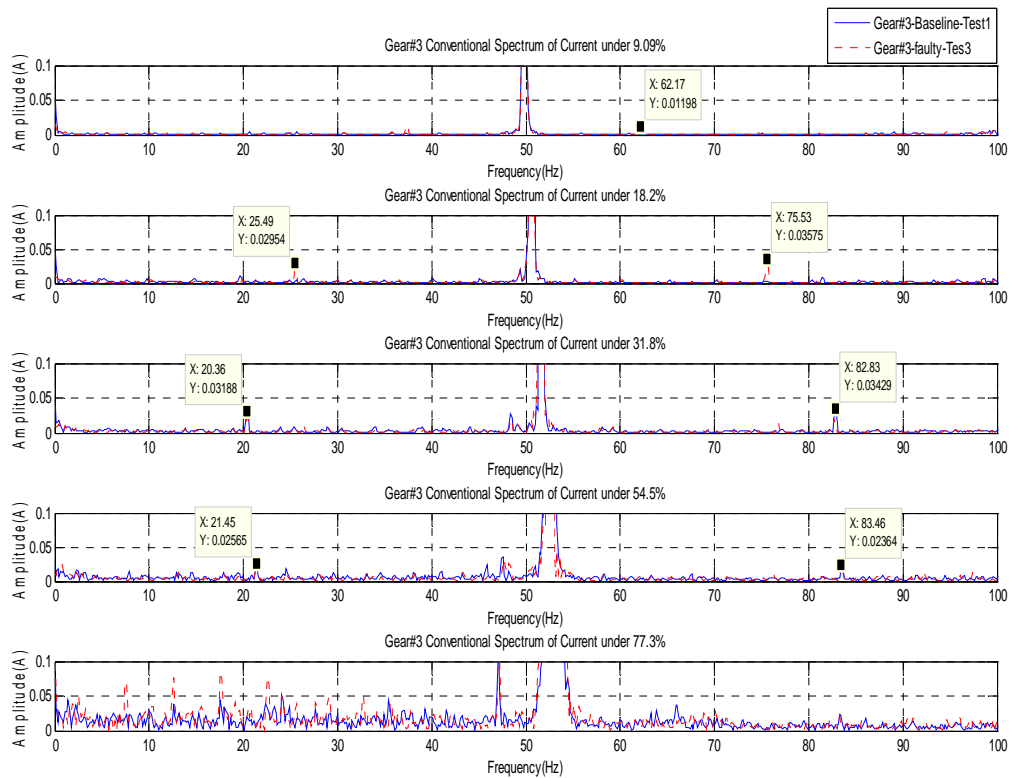 Gear#3-Baseline-Test1
Gear#3-faulty-Tes3
Gear#3 Conventional Spectrum of Current under 9.09%
Amplitude(A)
0.1
0.05
0
X: 62.17
Y: 0.01198
0 10 20 30 40 50 60 70 80 90 100
Frequency(Hz)
Gear#3 Conventional Spectrum of Current under 18.2%
Amplitude(A)
0.1
0.05
0
X: 25.49
Y: 0.02954
X: 75.53
Y: 0.03575
0 10 20 30 40 50 60 70 80 90 100
Frequency(Hz)
Gear#3 Conventional Spectrum of Current under 31.8%
Amplitude(A)
0.1
0.05
0
X: 20.36
Y: 0.03188
X: 82.83
Y: 0.03429
0 10 20 30 40 50 60 70 80 90 100
Frequency(Hz)
Gear#3 Conventional Spectrum of Current under 54.5%
Amplitude(A)
0.1
0.05
0
X: 21.45
Y: 0.02565
X: 83.46
Y: 0.02364
0 10 20 30 40 50 60 70 80 90 100
Frequency(Hz)
Gear#3 Conventional Spectrum of Current under 77.3%
Amplitude(A)
0.1
0.05
0
0 10 20 30 40 50 60 70 80 90 100
Frequency(Hz)